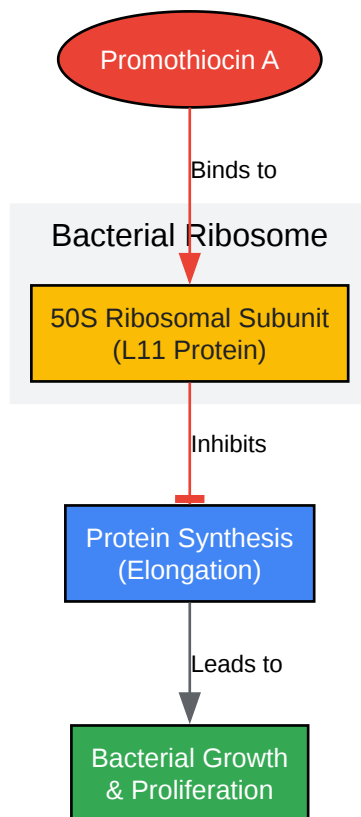 Promothiocin A
Binds to
Bacterial Ribosome
50S Ribosomal Subunit
(L11 Protein)
Inhibits
Protein Synthesis
(Elongation)
Leads to
Bacterial Growth
& Proliferation